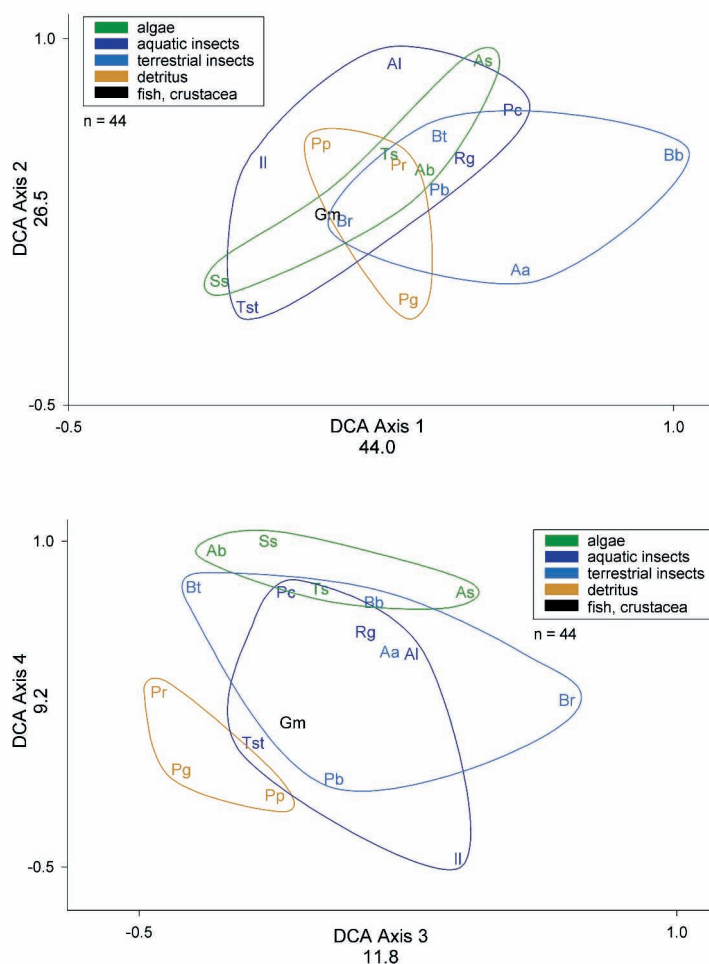 algae
aquatic insects
terrestrial insects
detritus
fish, crustacea
n = 44
1.0
DCA Axis 2
26.5
-0.5
Al
As
Pc
Bt
Bb
Pp
Ts
Pr
Rg
Il
Ab
Pb
Gm
Br
Aa
Ss
Pg
Tst
-0.5
DCA Axis 1
44.0
1.0
algae
aquatic insects
terrestrial insects
detritus
fish, crustacea
n = 44
1.0
DCA Axis 4
9.2
-0.5
Ss
Ab
Bt
Pc
Ts
As
Bb
Rg
Aa
Al
Pr
Br
Gm
Tst
Pg
Pb
Pp
Il
-0.5
DCA Axis 3
11.8
1.0